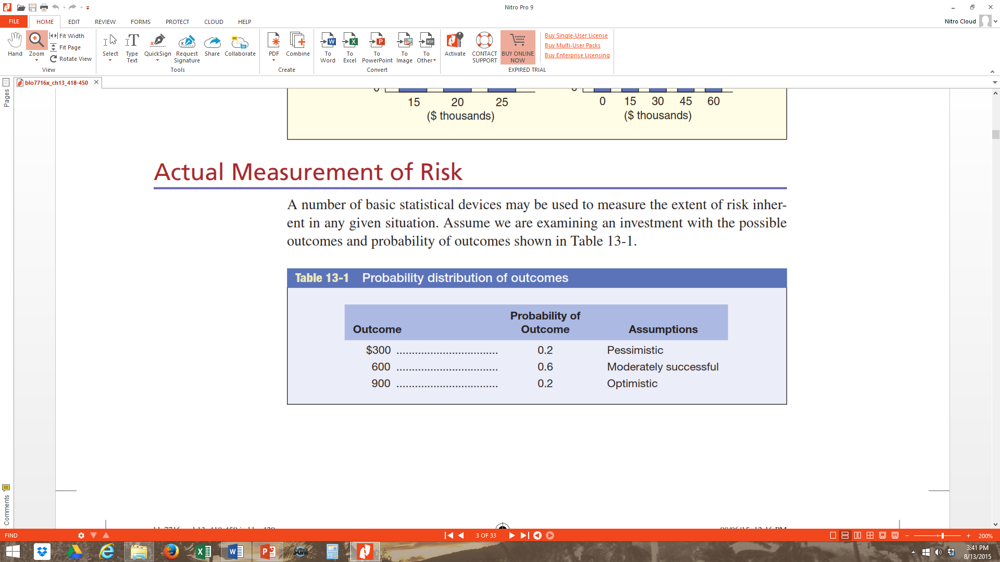 Nitro Pro 9
FILE HOME EDIT REVIEW FORMS PROTECT CLOUD HELP
Nitro Cloud
Hand
Zoom
Fit Width
Fit Page
Rotate View
View
Select
Type Text
QuickSign
Request Signature
Share
Collaborate
Tools
PDF
Combine
Create
To Word
To Excel
To PowerPoint
To Image
To Other
Convert
Activate
CONTACT SUPPORT
BUY ONLINE NOW
Buy Single-User License
Buy Multi-User Packs
Buy Enterprise Licensing
EXPIRED TRIAL
Pages
blo7716x_ch13_418-450
15 20 25
($ thousands)
0 15 30 45 60
($ thousands)
Actual Measurement of Risk
A number of basic statistical devices may be used to measure the extent of risk inher-
ent in any given situation. Assume we are examining an investment with the possible
outcomes and probability of outcomes shown in Table 13-1.
Table 13-1 Probability distribution of outcomes
Probability of
Outcome Outcome Assumptions
$300 ................................ 0.2 Pessimistic
600 ................................ 0.6 Moderately successful
900 ................................ 0.2 Optimistic
Comments
FIND
3 OF 33
200%
3:41 PM
8/13/2015